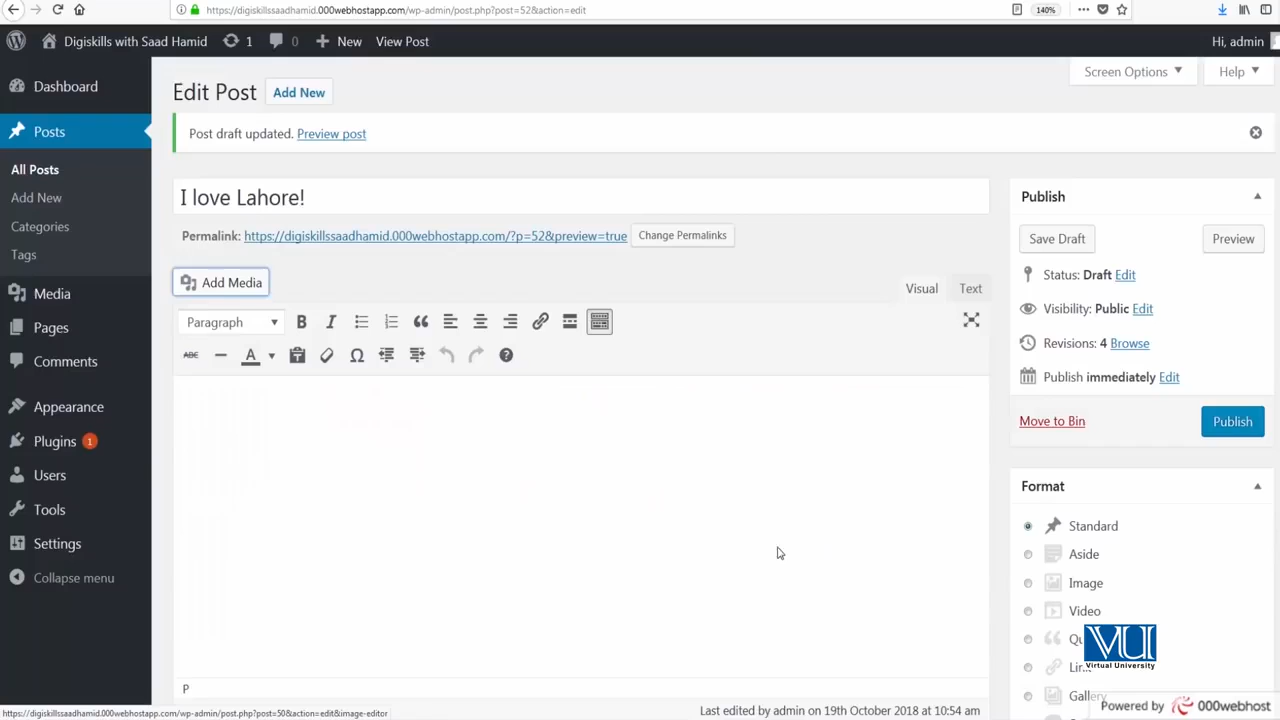 digiskillssaadhamid.000webhostapp.com/wp-admin/post.php?post=52&action=edit
140%
Digiskills with Saad Hamid 1 0 New View Post Hi, admin
Screen Options Help
Dashboard
Posts
All Posts
Add New
Categories
Tags
Media
Pages
Comments
Appearance
Plugins 1
Users
Tools
Settings
Collapse menu
Edit Post Add New
Post draft updated. Preview post
I love Lahore!
Permalink: https://digiskillssaadhamid.000webhostapp.com/?p=52&preview=true Change Permalinks
Add Media
Visual Text
Paragraph B I
ABC A
P
Last edited by admin on 19th October 2018 at 10:54 am
Publish
Save Draft Preview
Status: Draft Edit
Visibility: Public Edit
Revisions: 4 Browse
Publish immediately Edit
Move to Bin Publish
Format
Standard
Aside
Image
Video
Gallery
VU
Virtual University
Powered by 000webhost
https://digiskillssaadhamid.000webhostapp.com/wp-admin/post.php?post=50&action=edit&image-editor